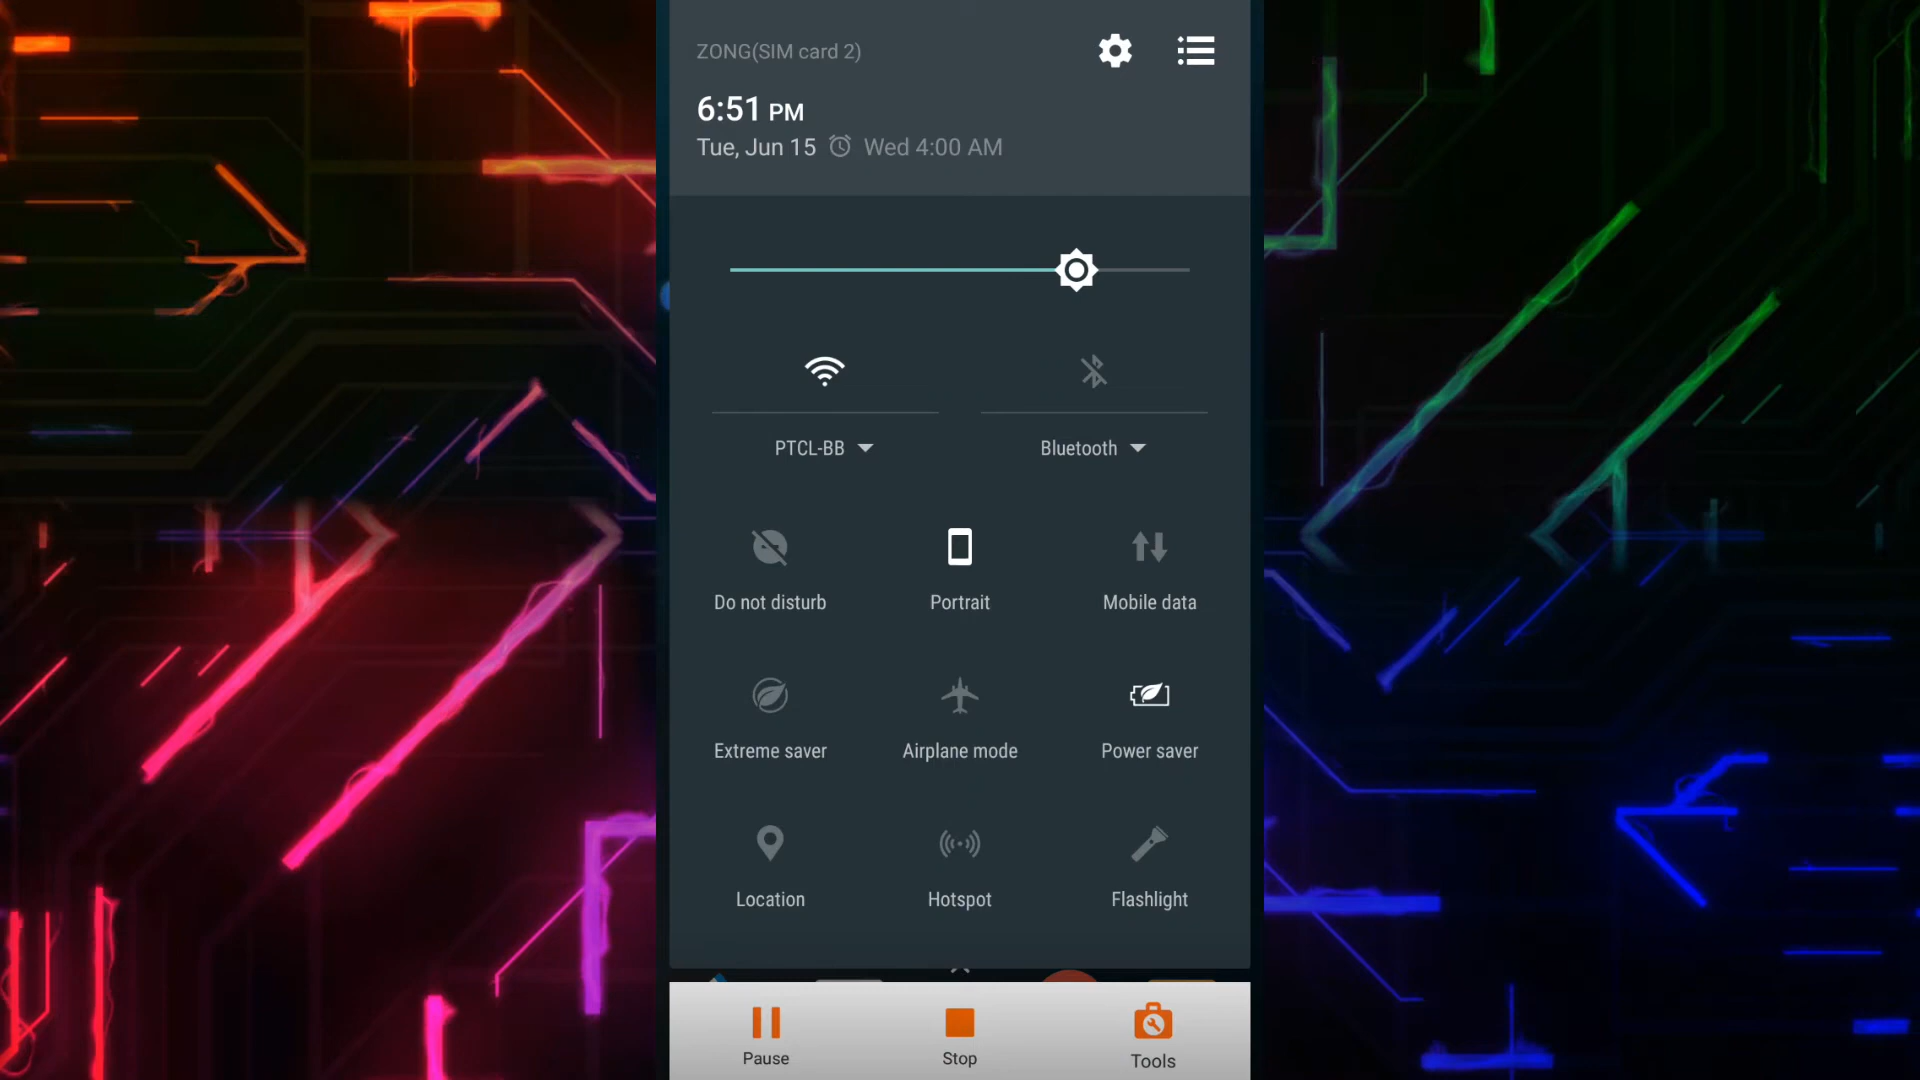 ZONG(SIM card 2)
6:51 PM
Tue, Jun 15 Wed 4:00 AM
PTCL-BB Bluetooth
Do not disturb Portrait Mobile data
Extreme saver Airplane mode Power saver
Location Hotspot Flashlight
Pause Stop Tools